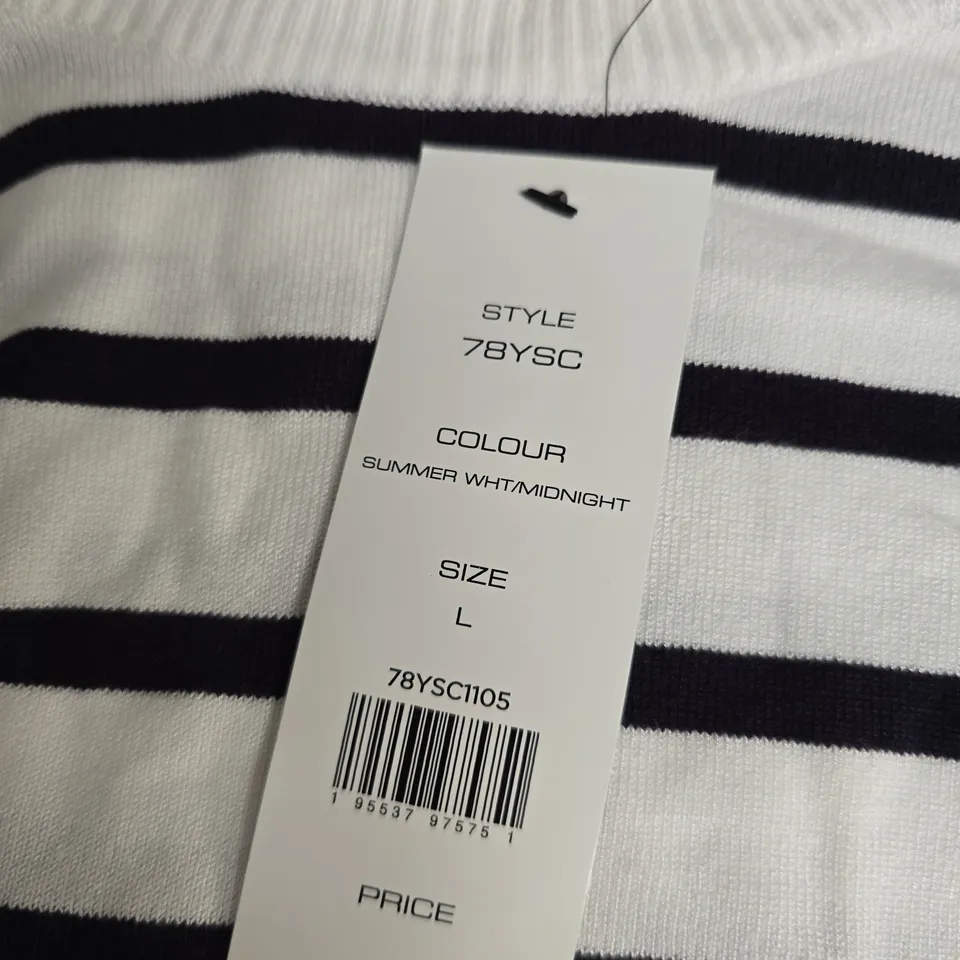 STYLE
78YSC
COLOUR
SUMMER WHT/MIDNIGHT
SIZE
L
78YSC1105
1 95537 97575 1
PRICE